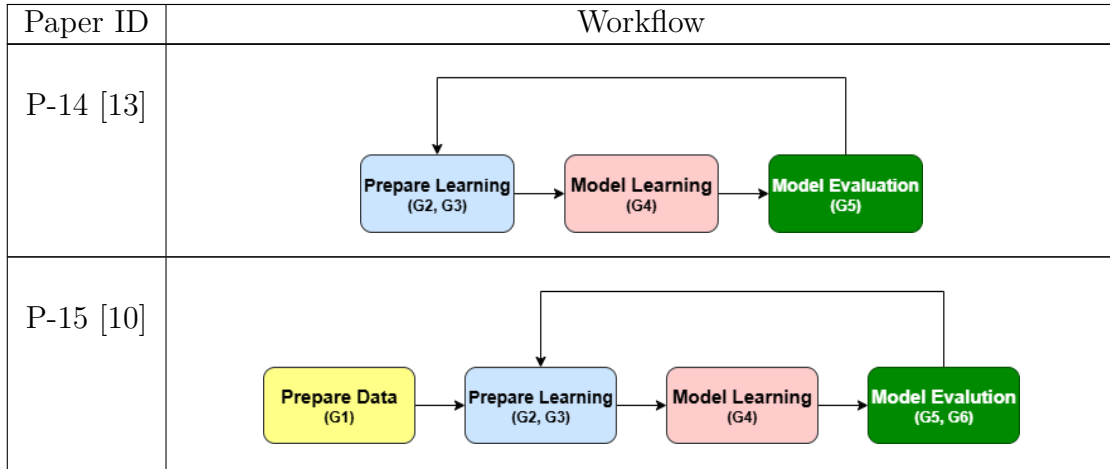 Paper ID Workflow
P-14 [13]
Prepare Learning
(G2, G3)
Model Learning
(G4)
Model Evaluation
(G5)
P-15 [10]
Prepare Data
(G1)
Prepare Learning
(G2, G3)
Model Learning
(G4)
Model Evalution
(G5, G6)